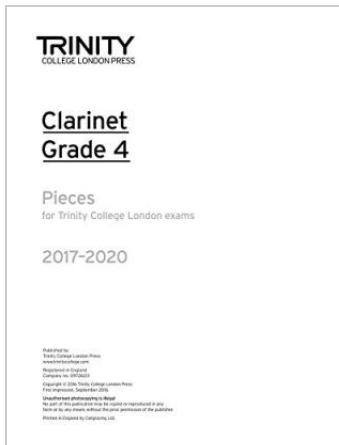 TRINITY
COLLEGE LONDON PRESS
Clarinet
Grade 4
Pieces
for Trinity College London exams
2017–2020
Published by
Trinity College London Press
www.trinitycollege.com
Registered in England
Company no. 09726123
Copyright © 2016 Trinity College London Press
First impression, September 2016
Unauthorised photocopying is illegal
No part of this publication may be copied or reproduced in any
form or by any means without the prior permission of the publisher.
Printed in England by Caligraving Ltd.